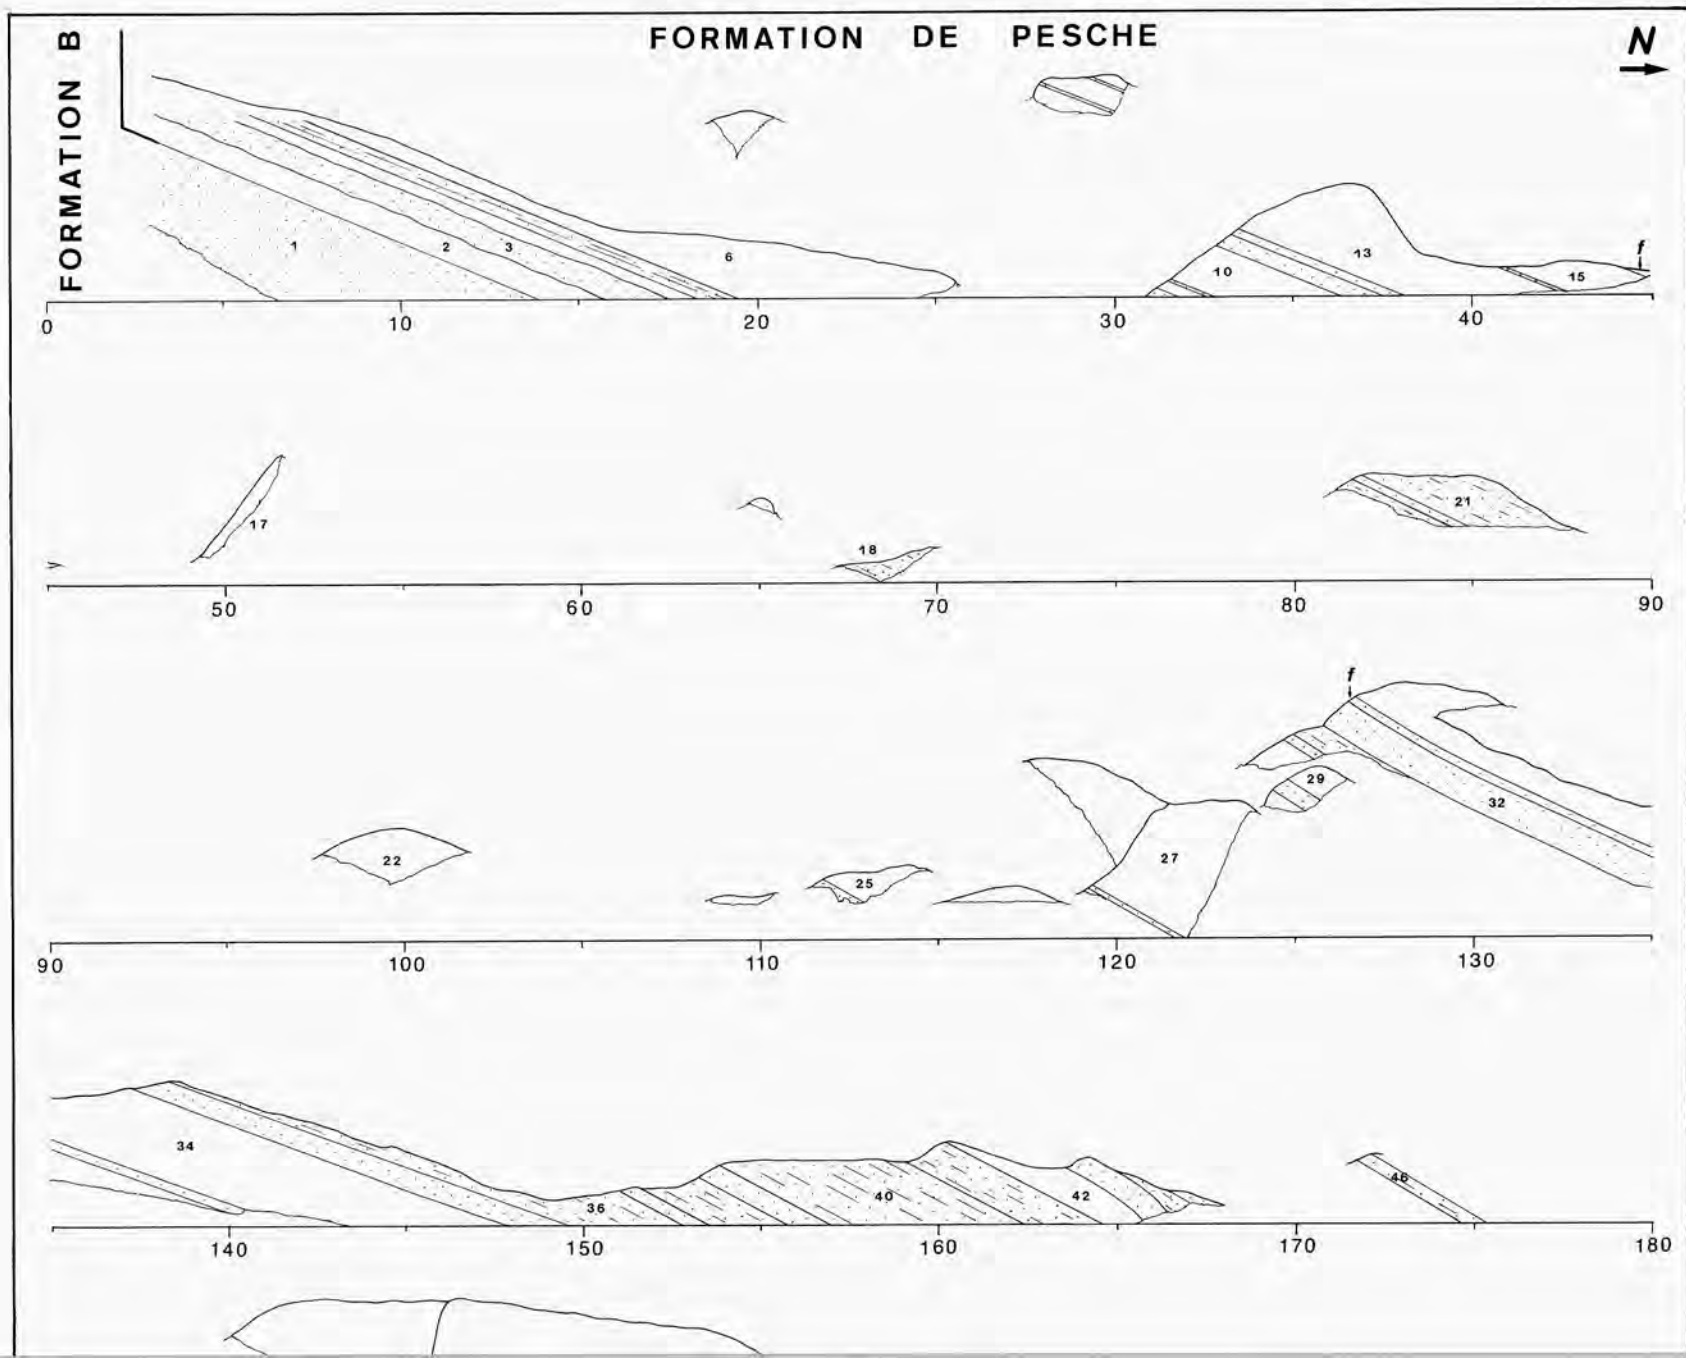 FORMATION B
FORMATION DE PESCHE
N
1 2 3 6 10 13 15 f
0 10 20 30 40
17 18 21
50 60 70 80 90
f
22 25 27 29 32
90 100 110 120 130
34 36 40 42 46
140 150 160 170 180